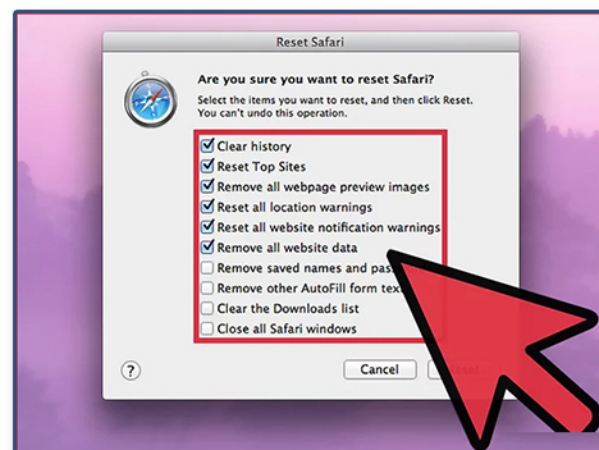 Reset Safari
Are you sure you want to reset Safari?
Select the items you want to reset, and then click Reset.
You can't undo this operation.
Clear history
Reset Top Sites
Remove all webpage preview images
Reset all location warnings
Reset all website notification warnings
Remove all website data
Remove saved names and
Remove other AutoFill form text
Clear the Downloads list
Close all Safari windows
?
Cancel
Reset